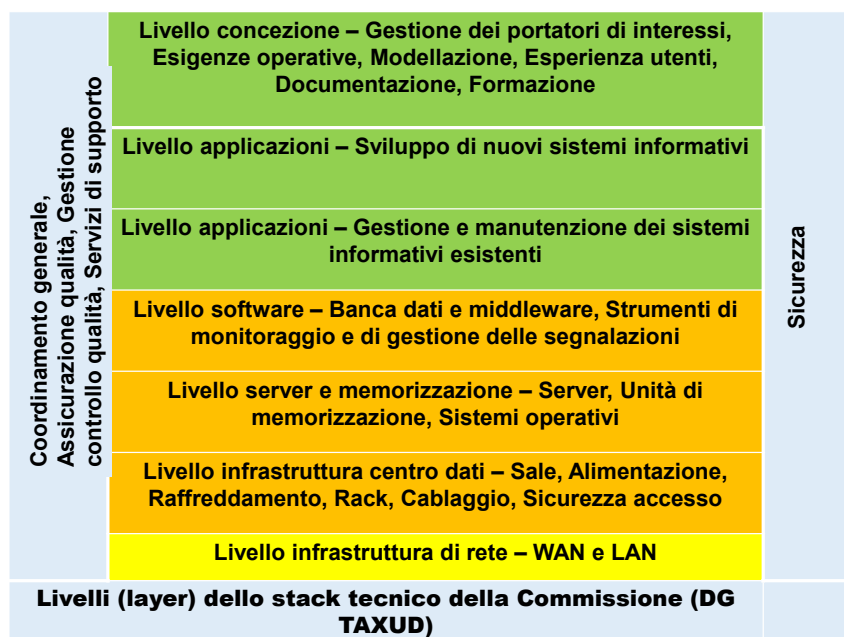 Livello concezione – Gestione dei portatori di interessi,
Esigenze operative, Modellazione, Esperienza utenti,
Documentazione, Formazione
Livello applicazioni – Sviluppo di nuovi sistemi informativi
Livello applicazioni – Gestione e manutenzione dei sistemi
informativi esistenti
Livello software – Banca dati e middleware, Strumenti di
monitoraggio e di gestione delle segnalazioni
Livello server e memorizzazione – Server, Unità di
memorizzazione, Sistemi operativi
Livello infrastruttura centro dati – Sale, Alimentazione,
Raffreddamento, Rack, Cablaggio, Sicurezza accesso
Livello infrastruttura di rete – WAN e LAN
Coordinamento generale,
Assicurazione qualità, Gestione
controllo qualità, Servizi di supporto
Sicurezza
Livelli (layer) dello stack tecnico della Commissione (DG
TAXUD)